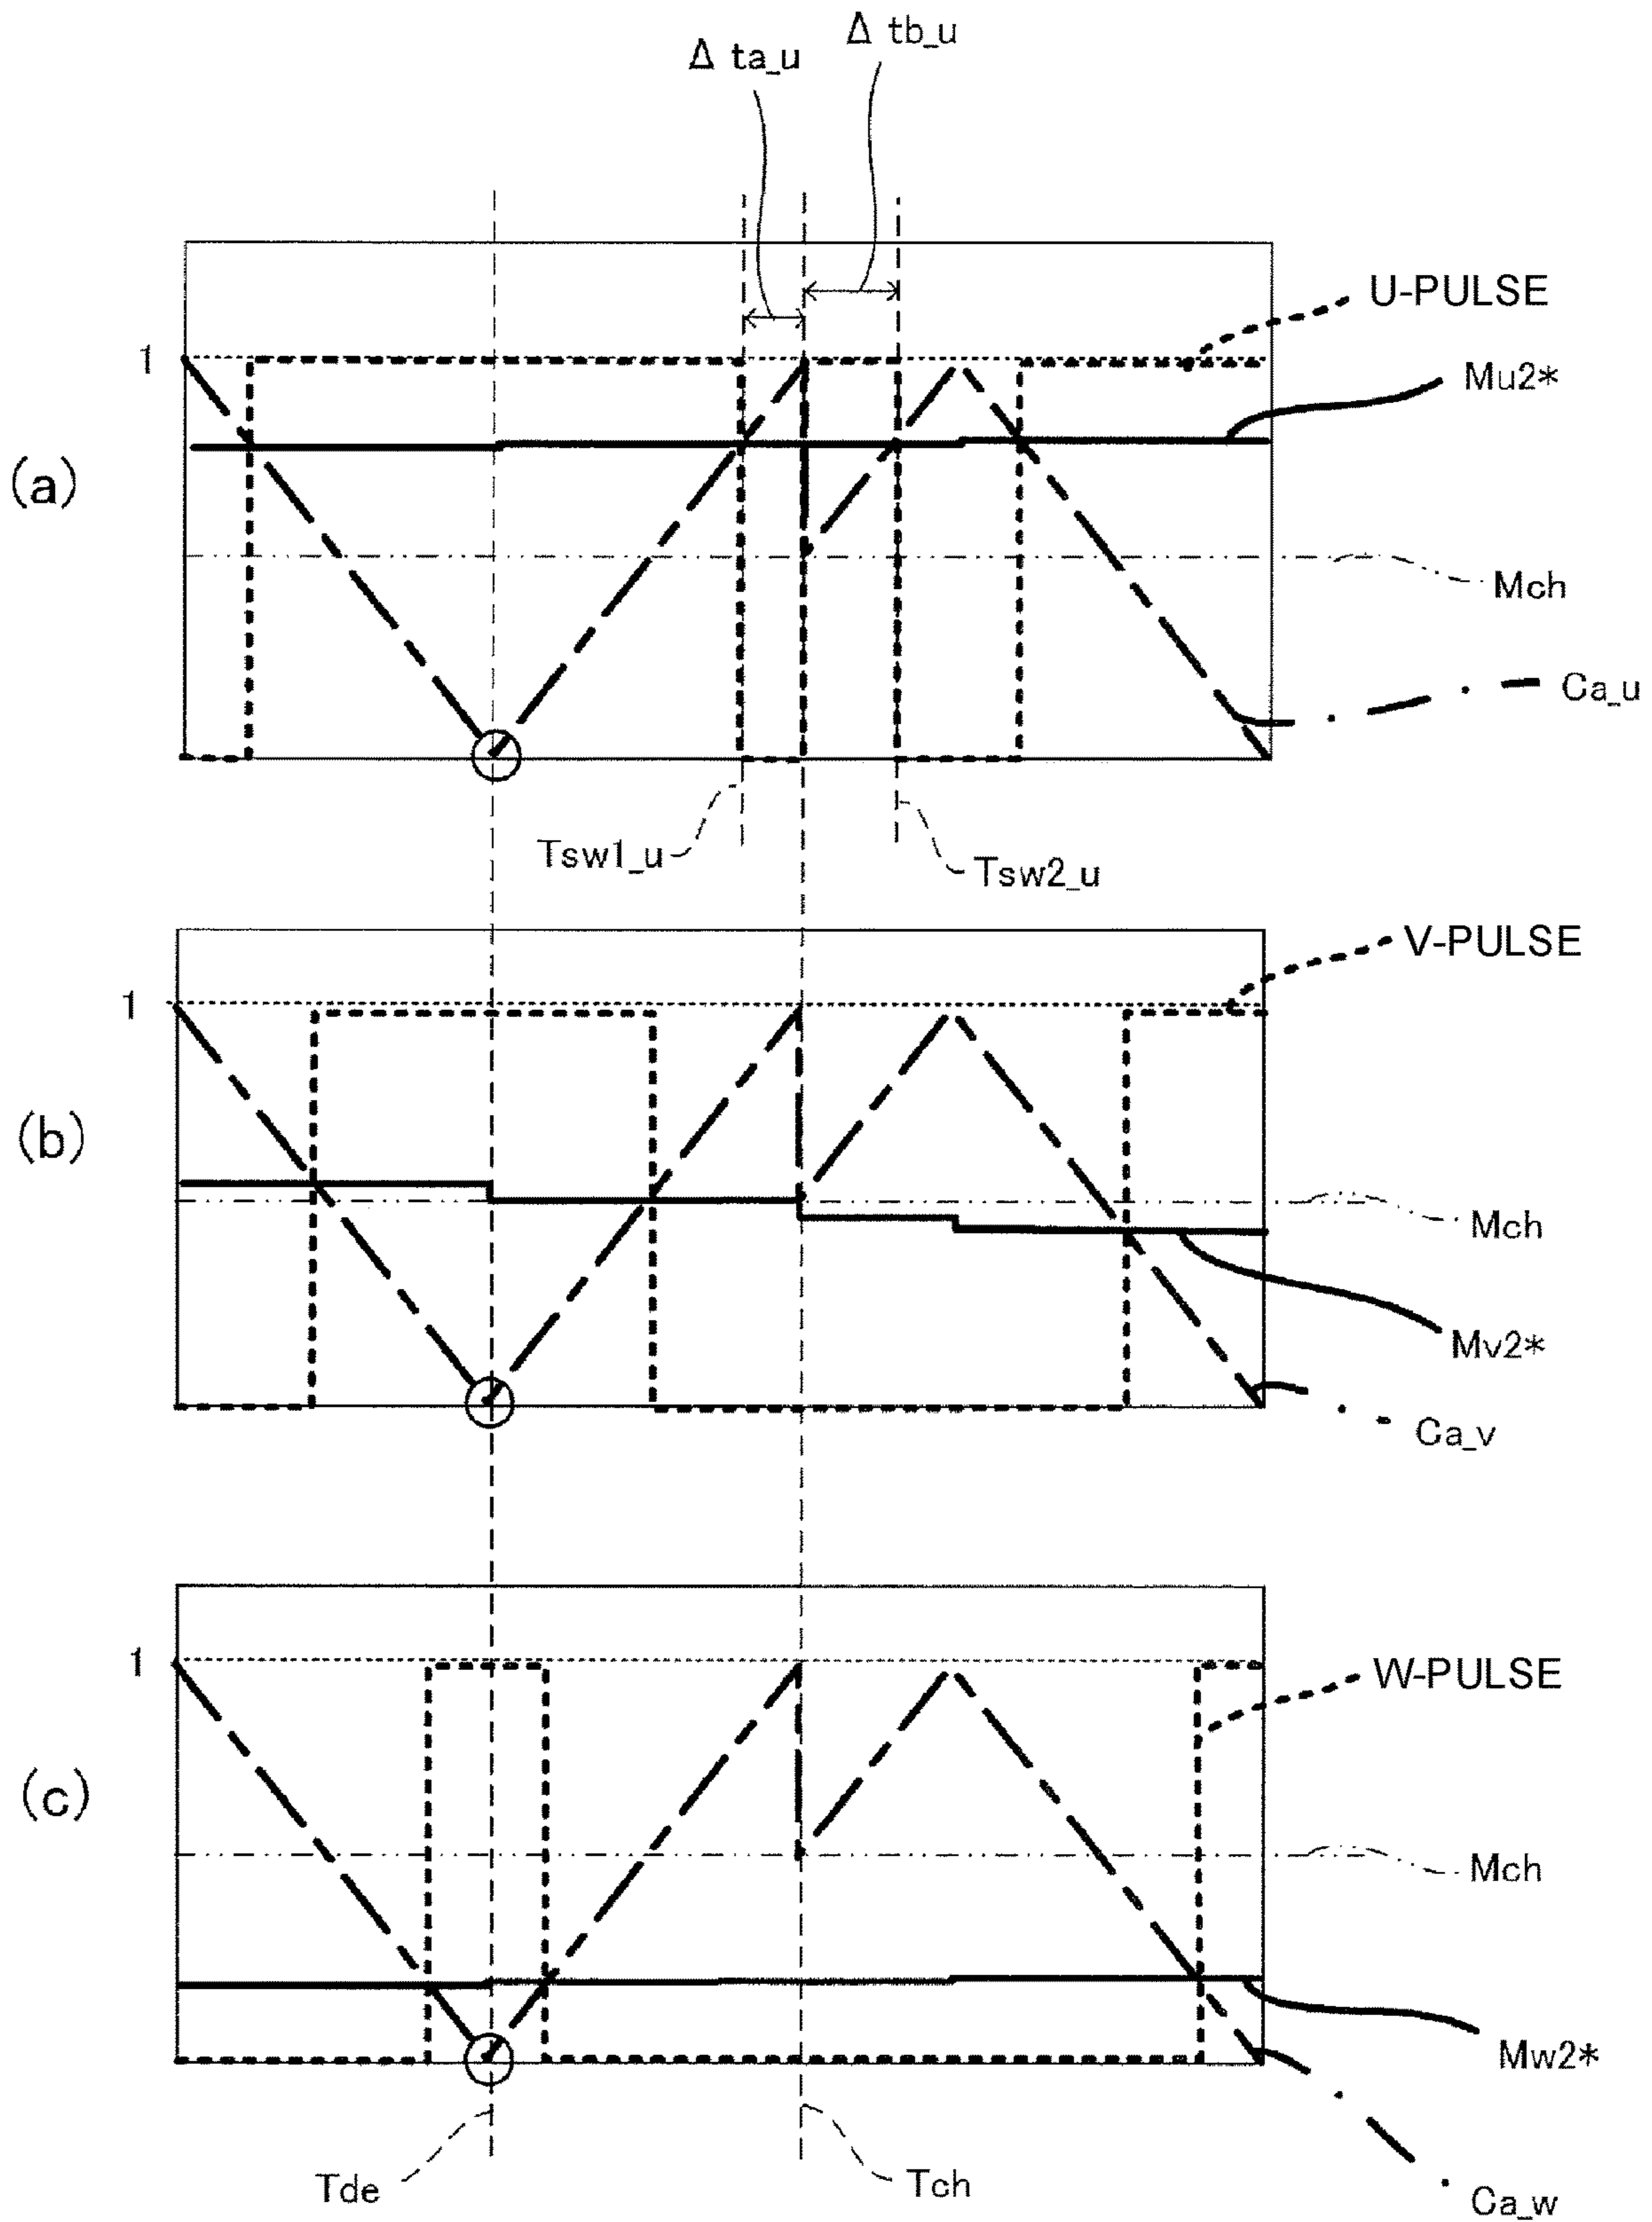 Δ ta_u
Δ tb_u
U-PULSE
1
Mu2*
(a)
Mch
Ca_u
Tsw1_u
Tsw2_u
V-PULSE
1
(b)
Mch
Mv2*
Ca_v
1
W-PULSE
(c)
Mch
Mw2*
Tde
Tch
Ca_w